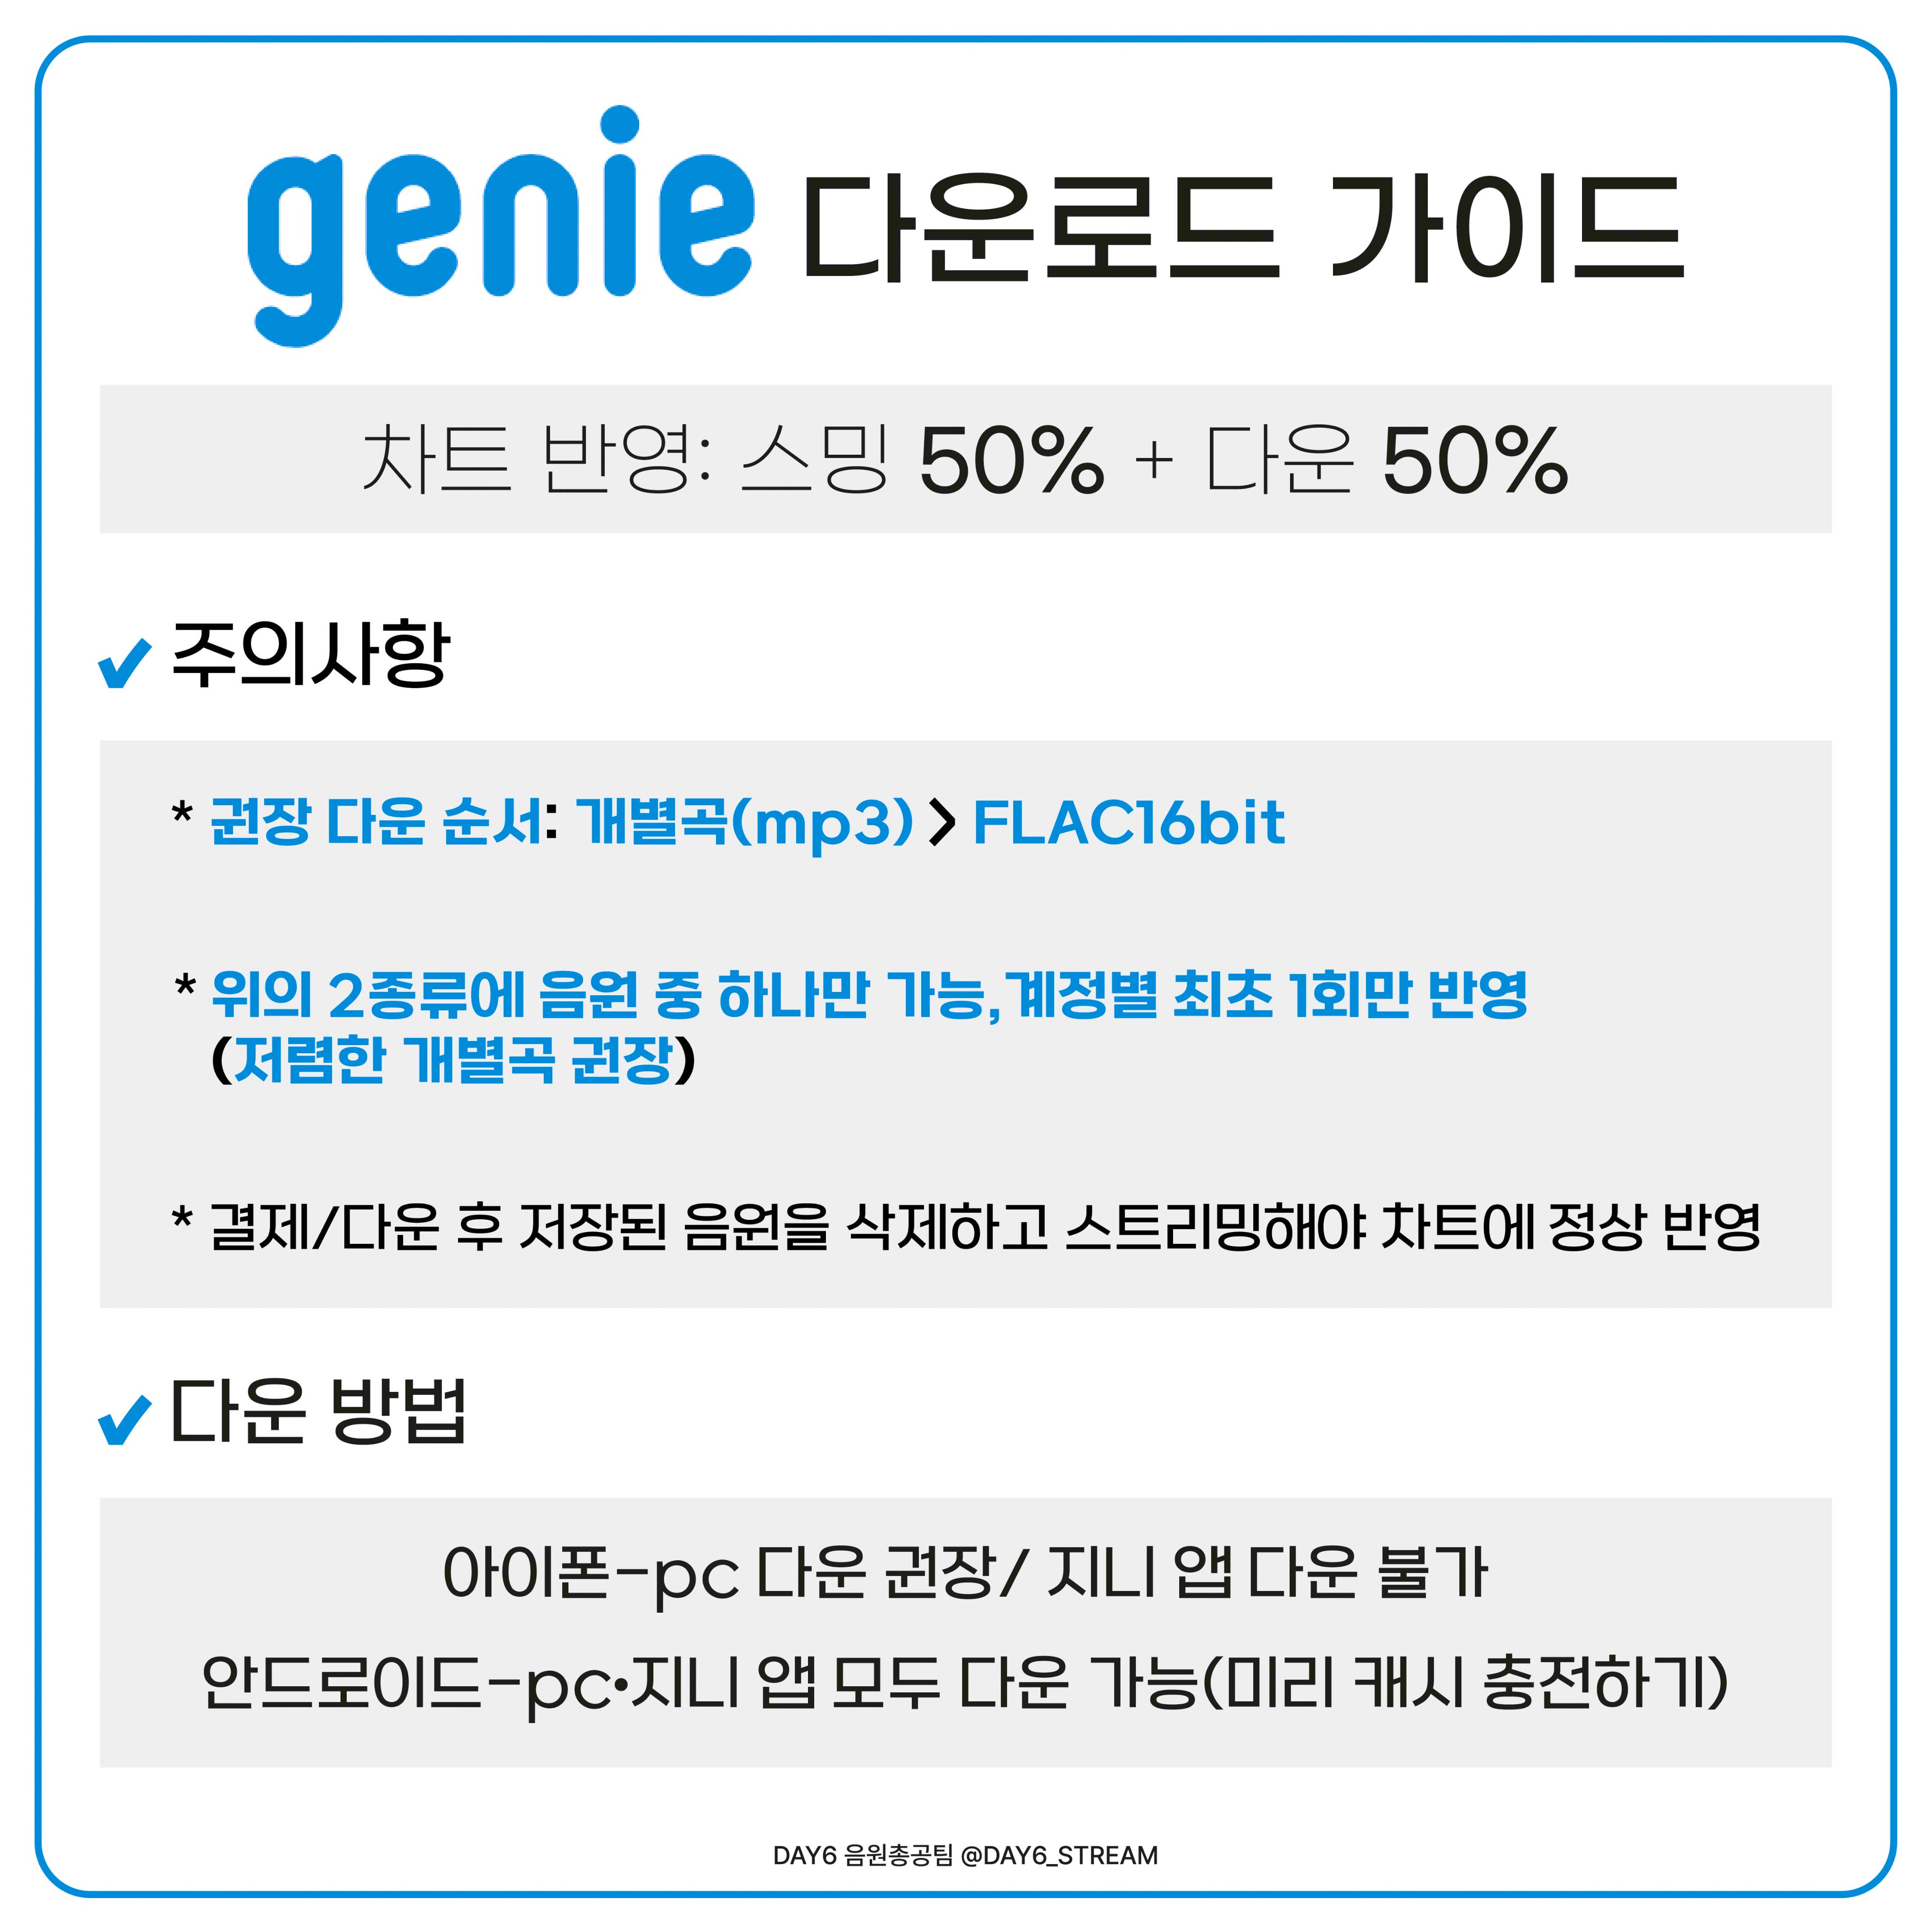 genie 다운로드 가이드
차트 반영: 스밍 50% + 다운 50%
✔ 주의사항
* 권장 다운 순서: 개별곡(mp3) > FLAC16bit
* 위의 2종류에 음원 중 하나만 가능,계정별 최초 1회만 반영
(저렴한 개별곡 권장)
* 결제/다운 후 저장된 음원을 삭제하고 스트리밍해야 차트에 정상 반영
✔ 다운 방법
아이폰-pc 다운 권장/ 지니 앱 다운 불가
안드로이드-pc•지니 앱 모두 다운 가능(미리 캐시 충전하기)
DAY6 음원총공팀 @DAY6_STREAM